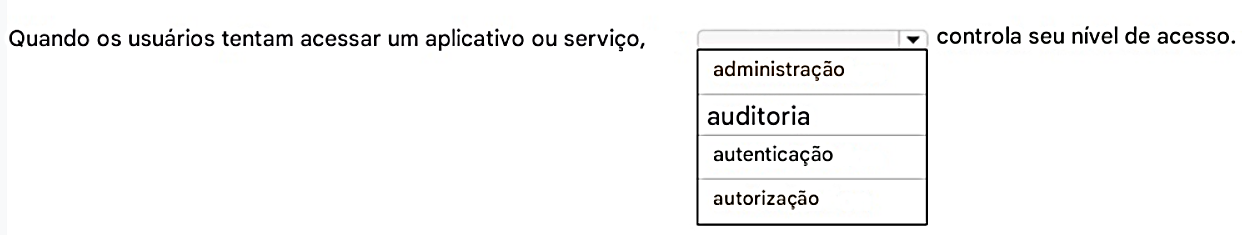 Quando os usuários tentam acessar um aplicativo ou serviço, controla seu nível de acesso.
administração
auditoria
autenticação
autorização